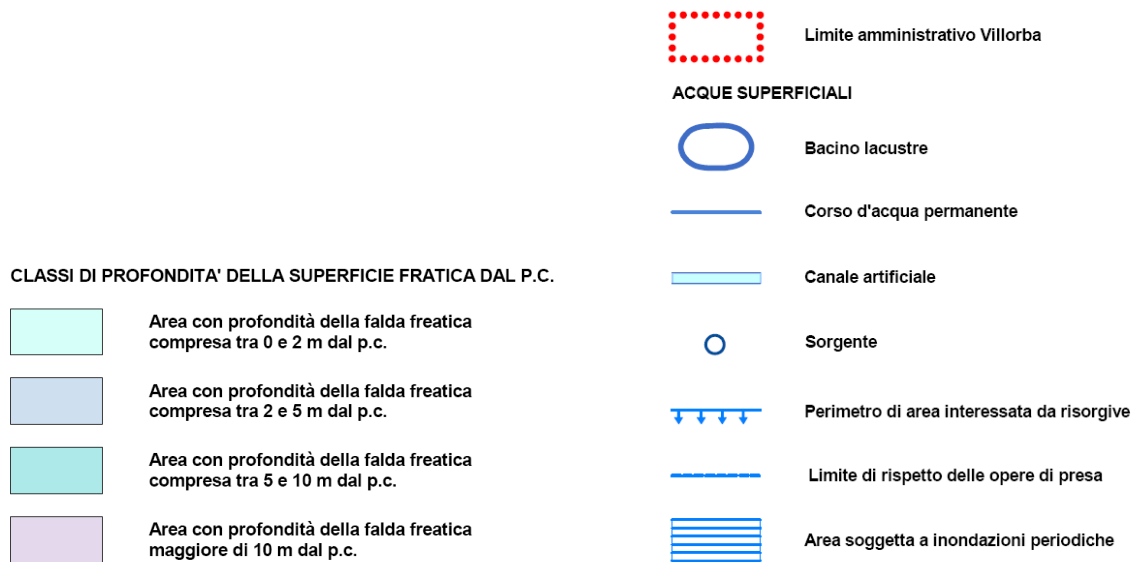 Limite amministrativo Villorba
ACQUE SUPERFICIALI
Bacino lacustre
Corso d'acqua permanente
Canale artificiale
Sorgente
Perimetro di area interessata da risorgive
Limite di rispetto delle opere di presa
Area soggetta a inondazioni periodiche
CLASSI DI PROFONDITA' DELLA SUPERFICIE FRATICA DAL P.C.
Area con profondità della falda freatica
compresa tra 0 e 2 m dal p.c.
Area con profondità della falda freatica
compresa tra 2 e 5 m dal p.c.
Area con profondità della falda freatica
compresa tra 5 e 10 m dal p.c.
Area con profondità della falda freatica
maggiore di 10 m dal p.c.